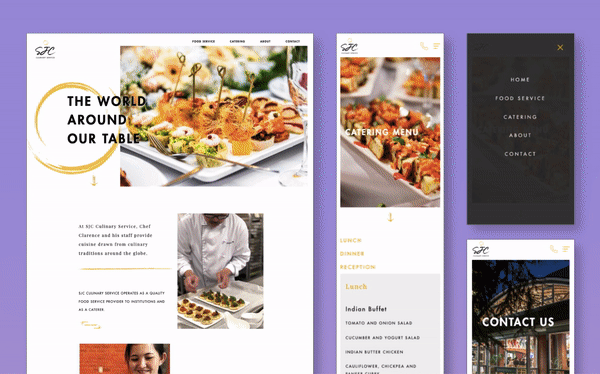 SJC
FOOD SERVICE
CATERING
ABOUT
CONTACT
THE WORLD
AROUND
OUR TABLE
At SJC Culinary Service, Chef
Clarence and his staff provide
cuisine drawn from culinary
traditions around the globe.
SJC CULINARY SERVICE OPERATES AS A QUALITY
FOOD SERVICE PROVIDER TO INSTITUTIONS AND
AS A CATERER
SJC
CATERING MENU
LUNCH
DINNER
RECEPTION
Lunch
Indian Buffet
TOMATO AND ONION SALAD
CUCUMBER AND YOGURT SALAD
INDIAN BUTTER CHICKEN
CAULIFLOWER, CHICKPEA AND
HOME
FOOD SERVICE
CATERING
ABOUT
CONTACT
SJC
CONTACT US